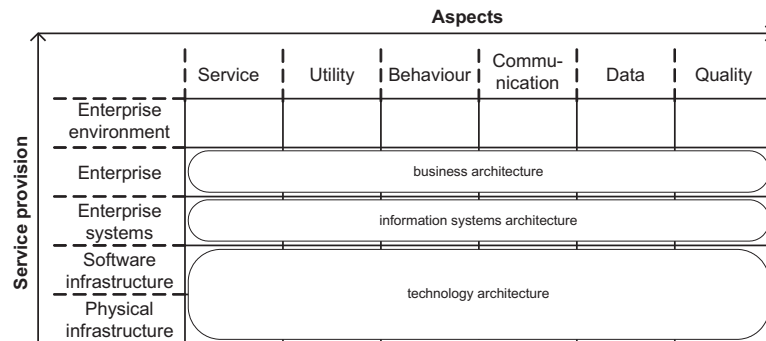 Aspects
Service
Utility
Behaviour
Commu-
nication
Data
Quality
Service provision
Enterprise
environment
Enterprise
business architecture
Enterprise
systems
information systems architecture
Software
infrastructure
technology architecture
Physical
infrastructure